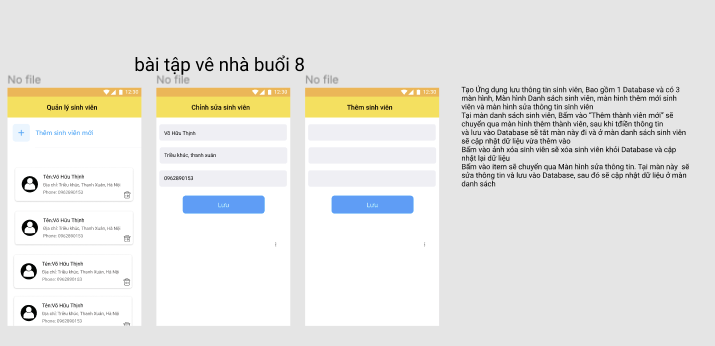 bài tập vê nhà buổi 8
No file
12:30
Quản lý sinh viên
+ Thêm sinh viên mới
Tên:Võ Hữu Thịnh
Địa chỉ: Triều khúc, Thanh Xuân, Hà Nội
Phone: 0962890153
Tên:Võ Hữu Thịnh
Địa chỉ: Triều khúc, Thanh Xuân, Hà Nội
Phone: 0962890153
Tên:Võ Hữu Thịnh
Địa chỉ: Triều khúc, Thanh Xuân, Hà Nội
Phone: 0962890153
Tên:Võ Hữu Thịnh
Địa chỉ: Triều khúc, Thanh Xuân, Hà Nội
Phone: 0962890153
No file
12:30
Chỉnh sửa sinh viên
Võ Hữu Thịnh
Triều khúc, thanh xuân
0962890153
Lưu
No file
12:30
Thêm sinh viên
Lưu
Tạo Ứng dụng lưu thông tin sinh viên, Bao gồm 1 Database và có 3
màn hình, Màn hình Danh sách sinh viên, màn hình thêm mới sinh
viên và màn hình sửa thông tin sinh viên
Tại màn danh sách sinh viên, Bấm vào "Thêm thành viên mới" sẽ
chuyển qua màn hình thêm thành viên, sau khi tđiền thông tin
và lưu vào Database sẽ tắt màn này đi và ở màn danh sách sinh viên
sẽ cập nhật dữ liệu vừa thêm vào
Bấm vào ảnh xóa sinh viên sẽ xóa sinh viên khỏi Database và cập
nhật lại dữ liệu
Bấm vào item sẽ chuyển qua Màn hình sửa thông tin. Tại màn này sẽ
sửa thông tin và lưu vào Database, sau đó sẽ cập nhật dữ liệu ở màn
danh sách